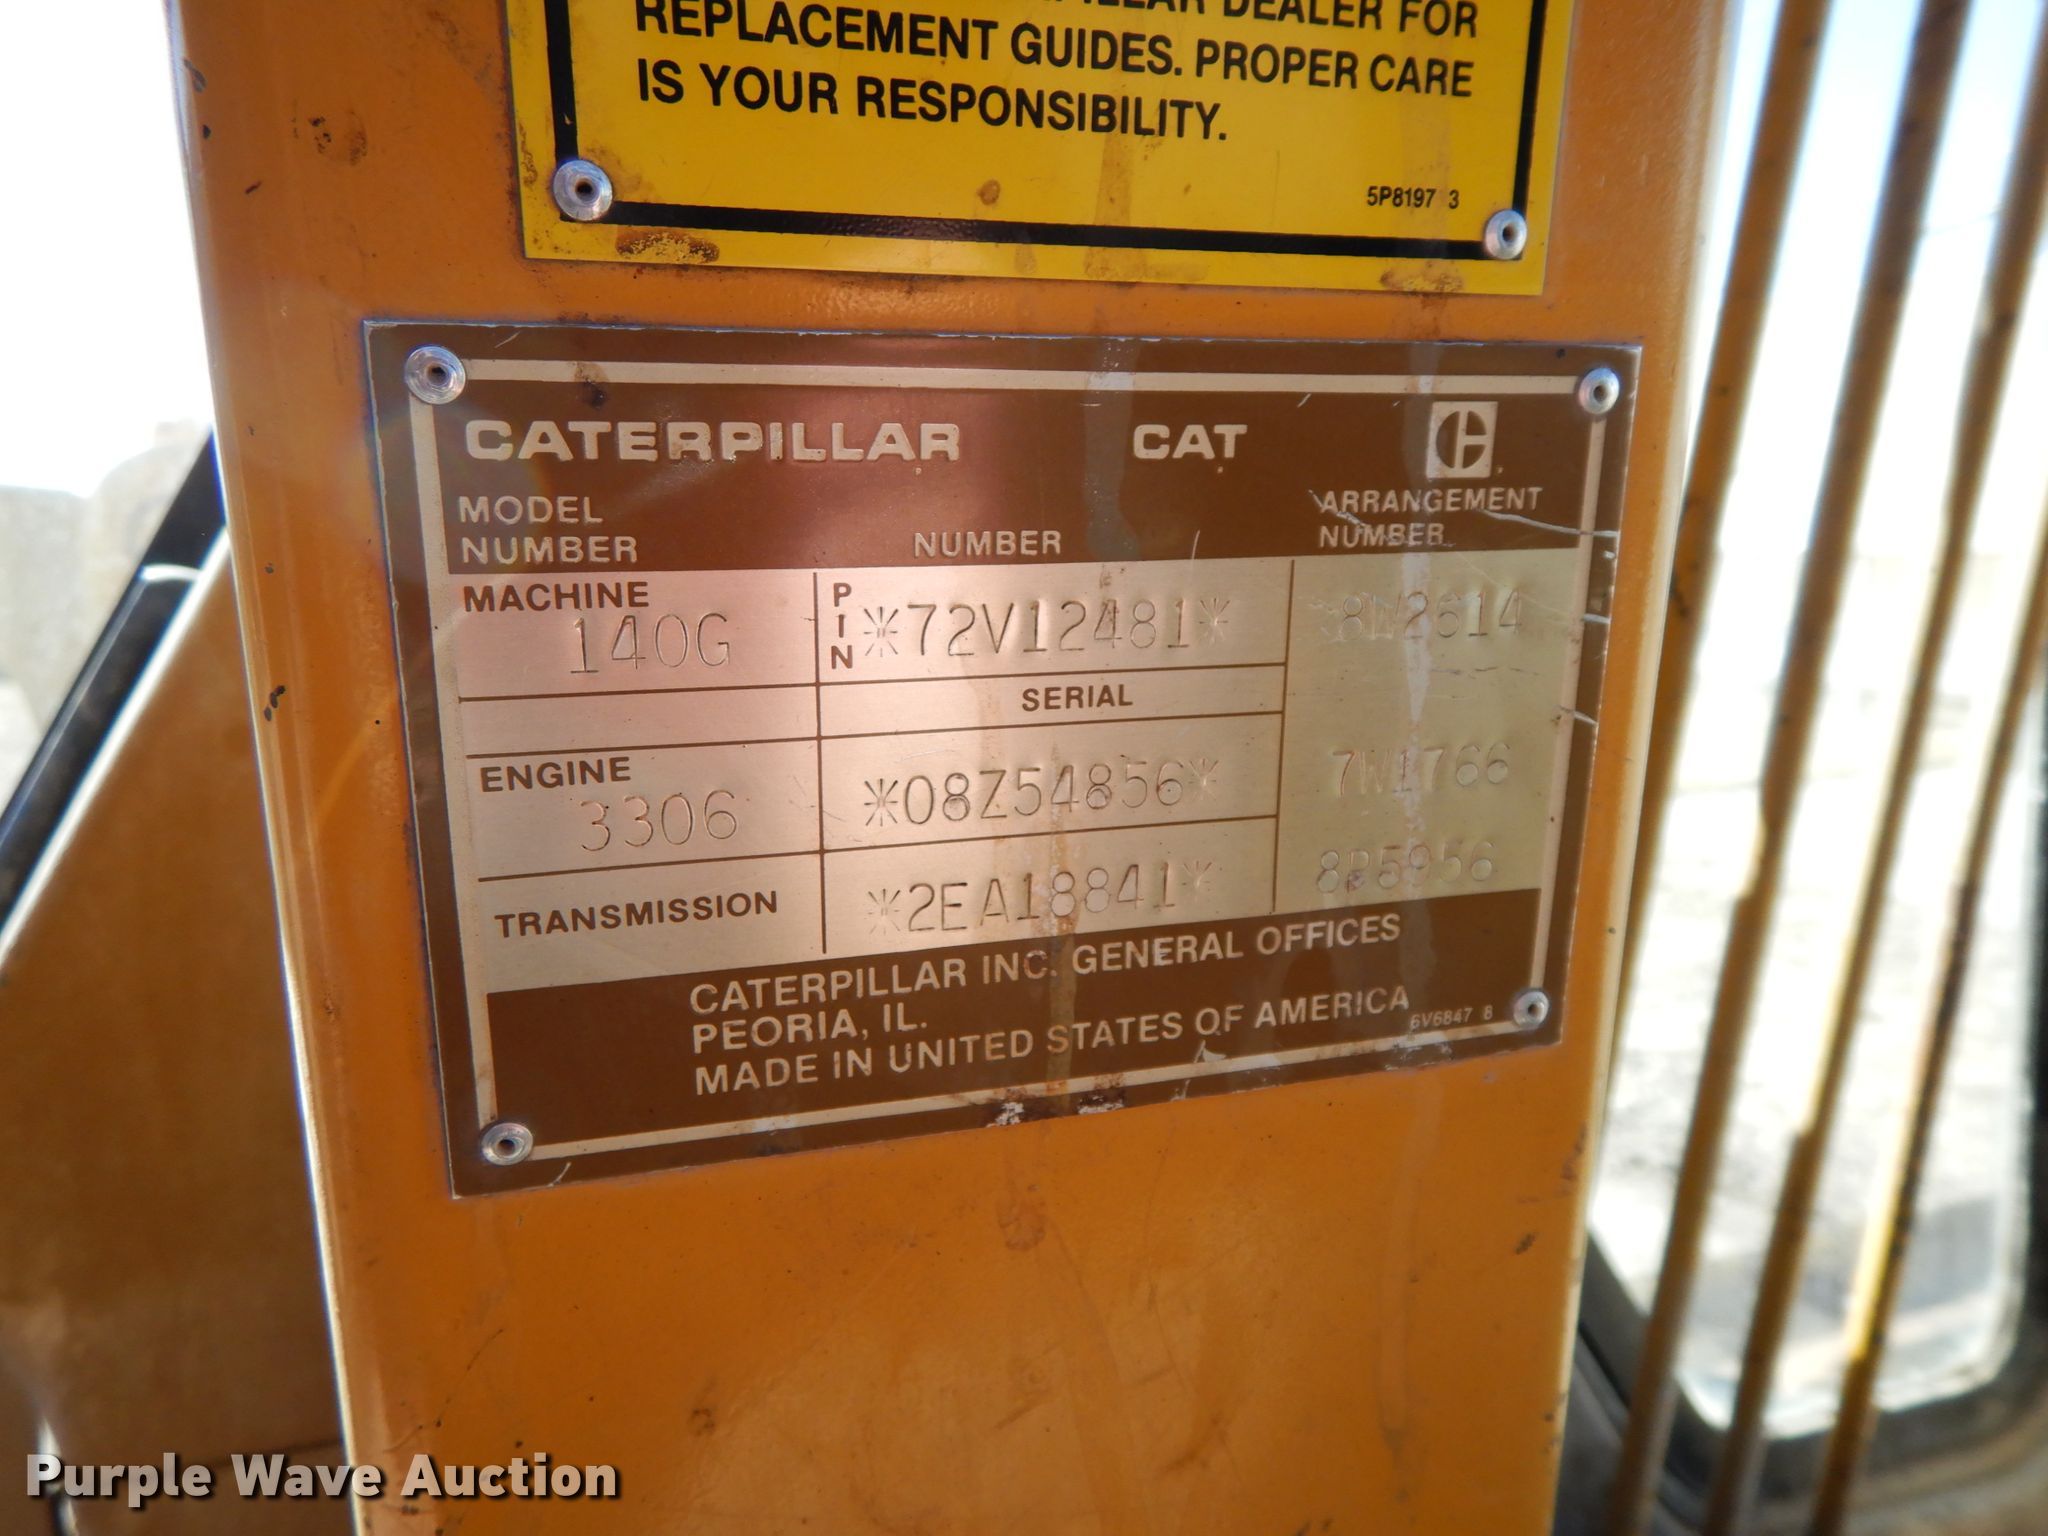 DEALER FOR
REPLACEMENT GUIDES. PROPER CARE
IS YOUR RESPONSIBILITY.
5P8197 3
CATERPILLAR CAT
MODEL NUMBER NUMBER ARRANGEMENT NUMBER
MACHINE
140G PIN *72V12481* 8W2614
SERIAL
ENGINE
3306 *08Z54856* 7W1766
TRANSMISSION *2EA18841*
CATERPILLAR INC. GENERAL OFFICES
PEORIA, IL.
MADE IN UNITED STATES OF AMERICA
6V6847 8
Purple Wave Auction